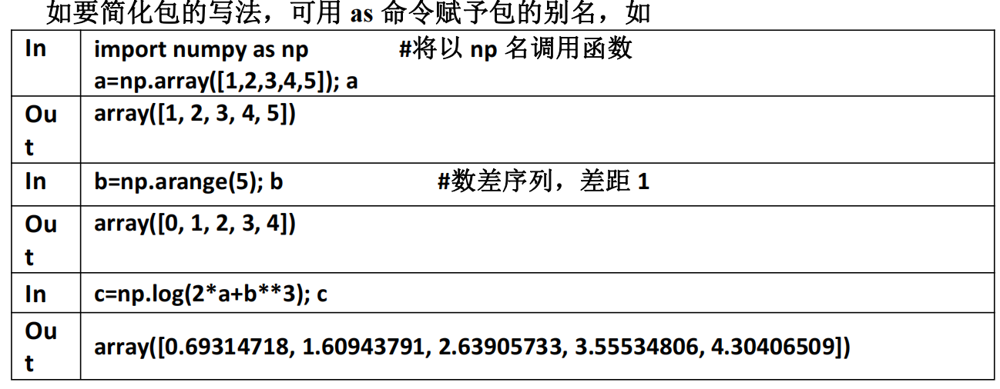 如要简化包的写法，可用 as 命令赋予包的别名，如
In
import numpy as np #将以 np 名调用函数
a=np.array([1,2,3,4,5]); a
Ou
t
array([1, 2, 3, 4, 5])
In
b=np.arange(5); b #数差序列，差距 1
Ou
t
array([0, 1, 2, 3, 4])
In
c=np.log(2*a+b**3); c
Ou
t
array([0.69314718, 1.60943791, 2.63905733, 3.55534806, 4.30406509])